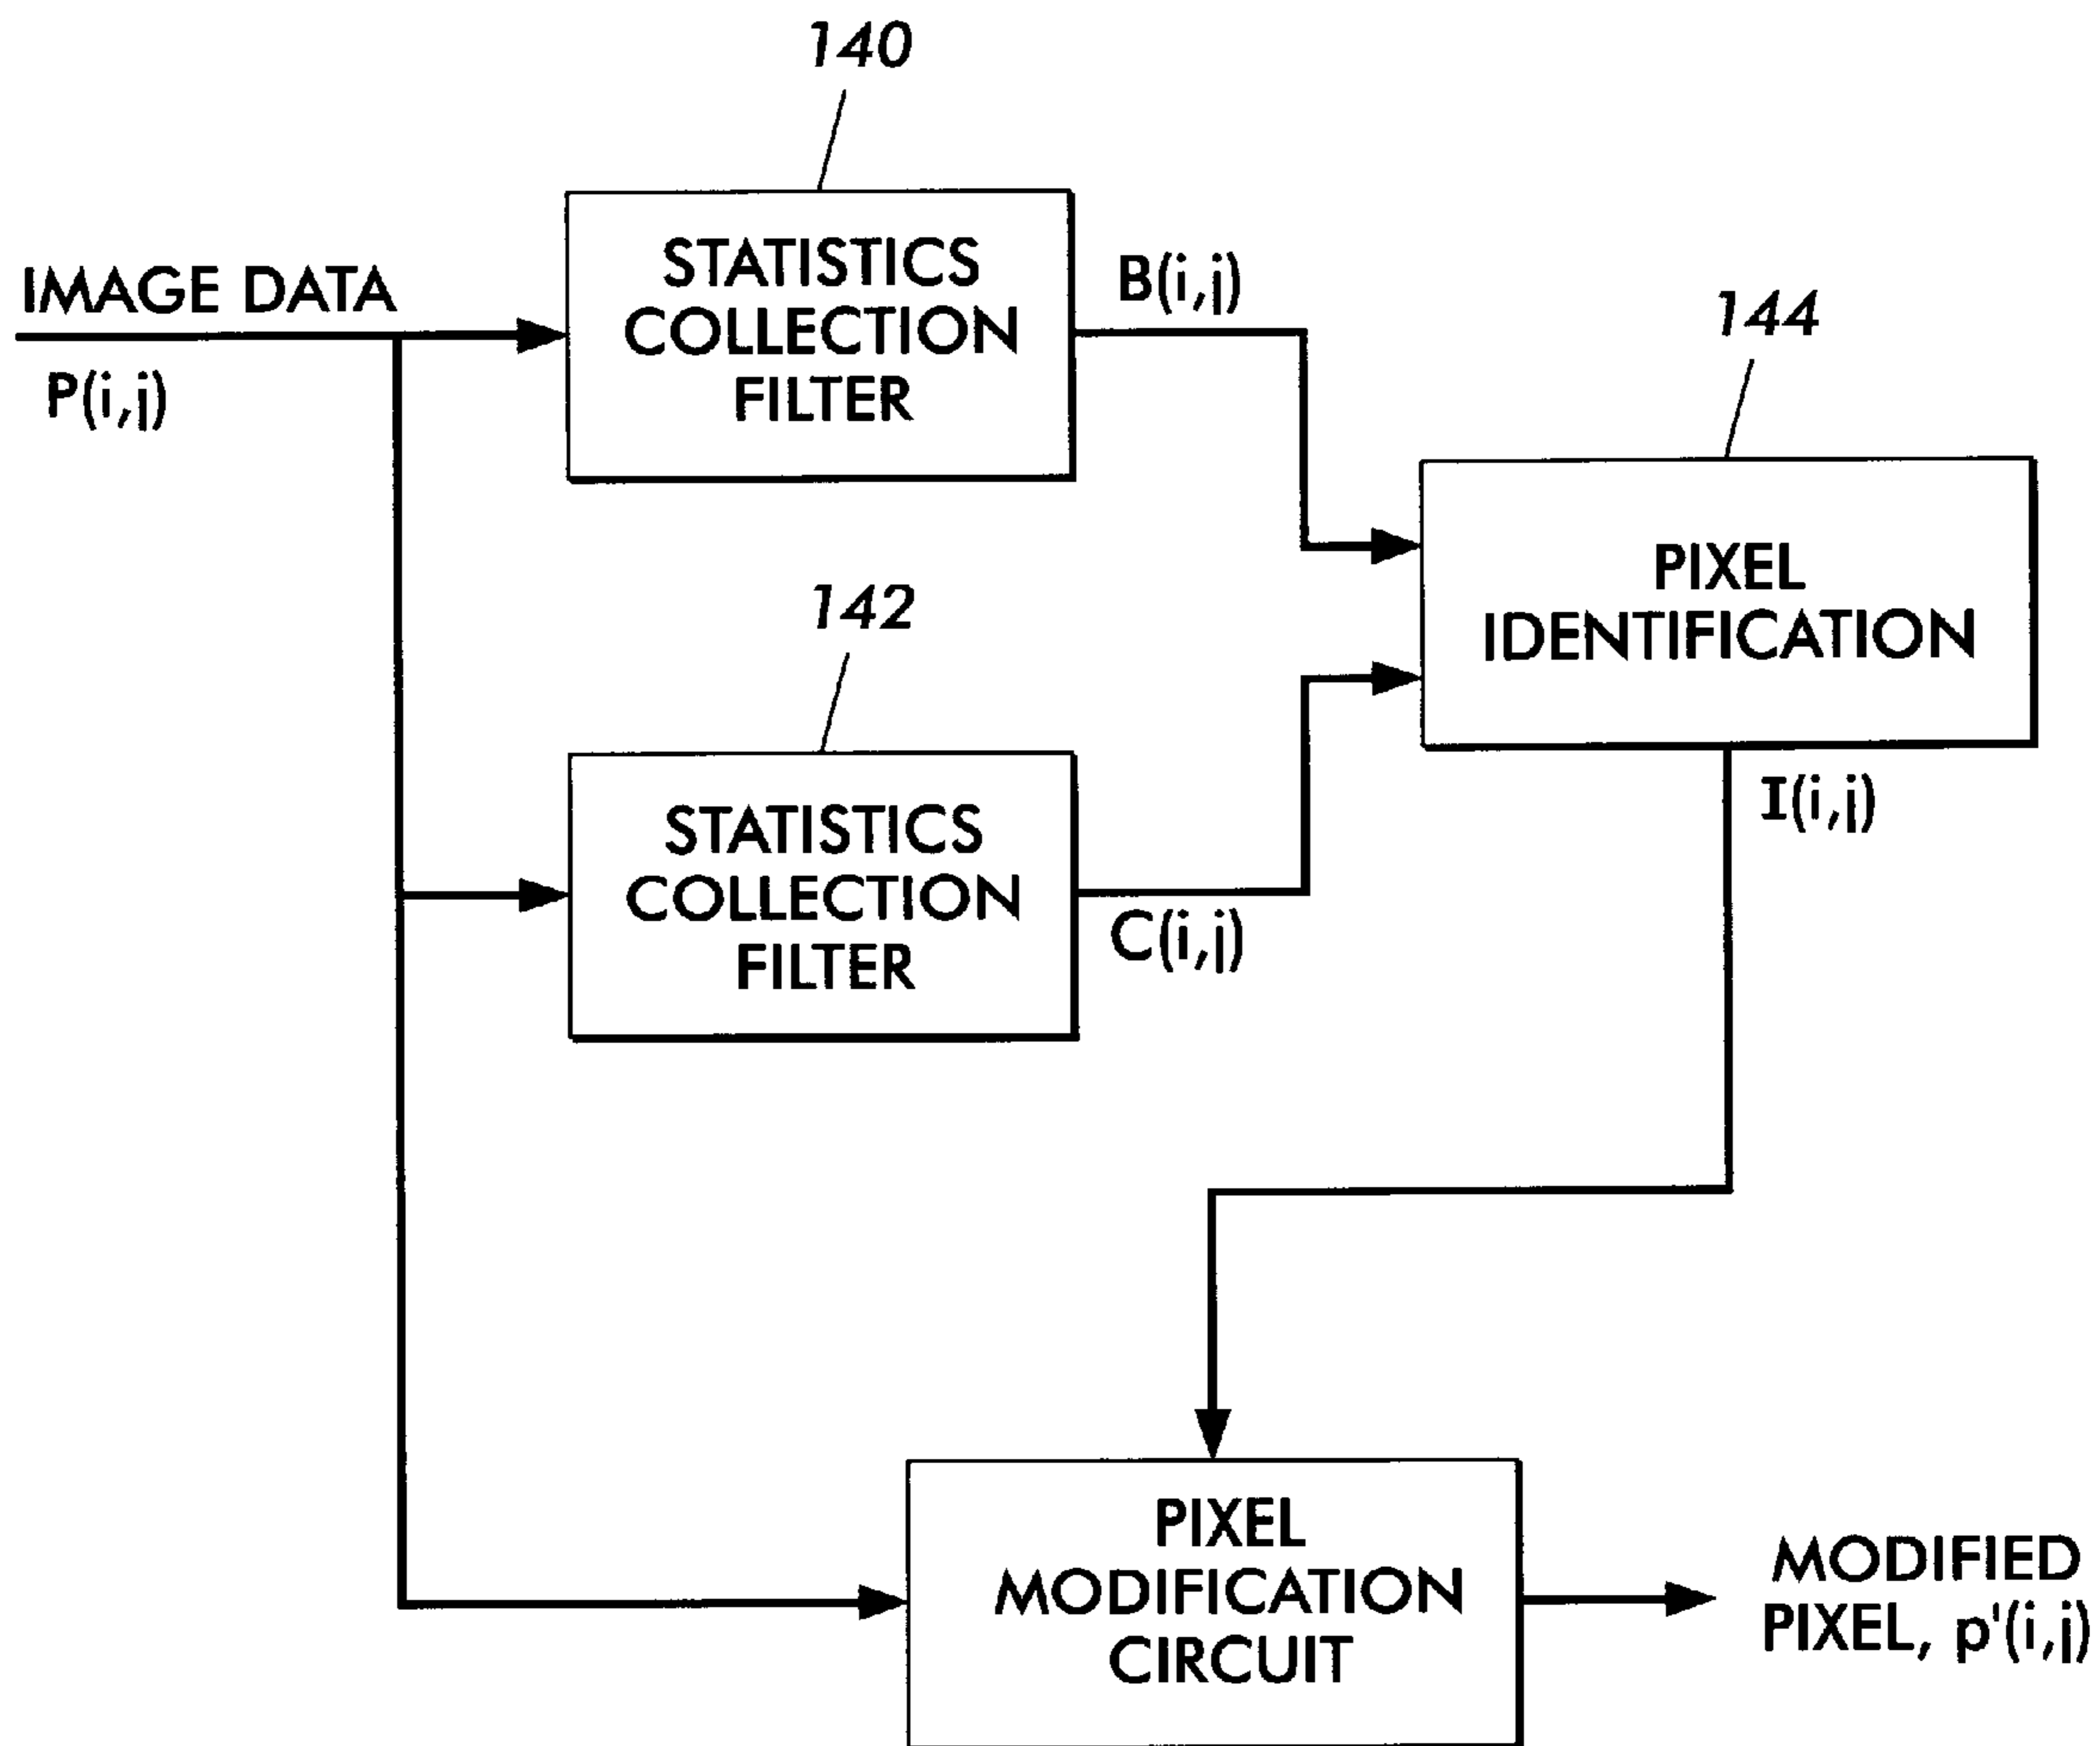 140
STATISTICS
COLLECTION
FILTER
IMAGE DATA
P(i,j)
B(i,j)
144
PIXEL
IDENTIFICATION
142
STATISTICS
COLLECTION
FILTER
C(i,j)
I(i,j)
PIXEL
MODIFICATION
CIRCUIT
MODIFIED
PIXEL, p'(i,j)